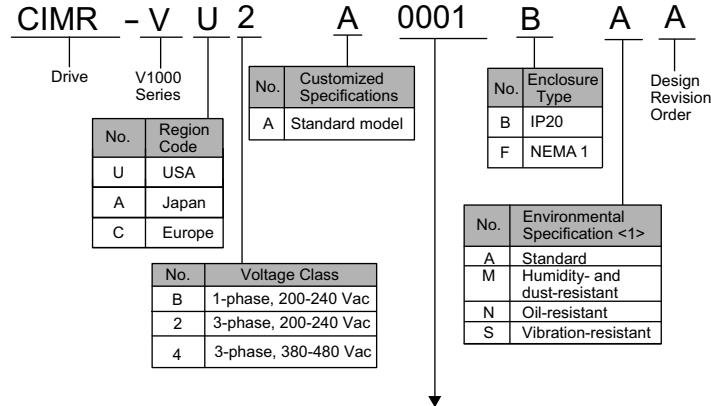 CIMR - V U 2 A 0001 B A A
Drive
V1000
Series
Design
Revision
Order
No. Customized
Specifications
A Standard model
No. Enclosure
Type
B IP20
F NEMA 1
No. Region
Code
U USA
A Japan
C Europe
No. Environmental
Specification <1>
A Standard
M Humidity- and
dust-resistant
N Oil-resistant
S Vibration-resistant
No. Voltage Class
B 1-phase, 200-240 Vac
2 3-phase, 200-240 Vac
4 3-phase, 380-480 Vac